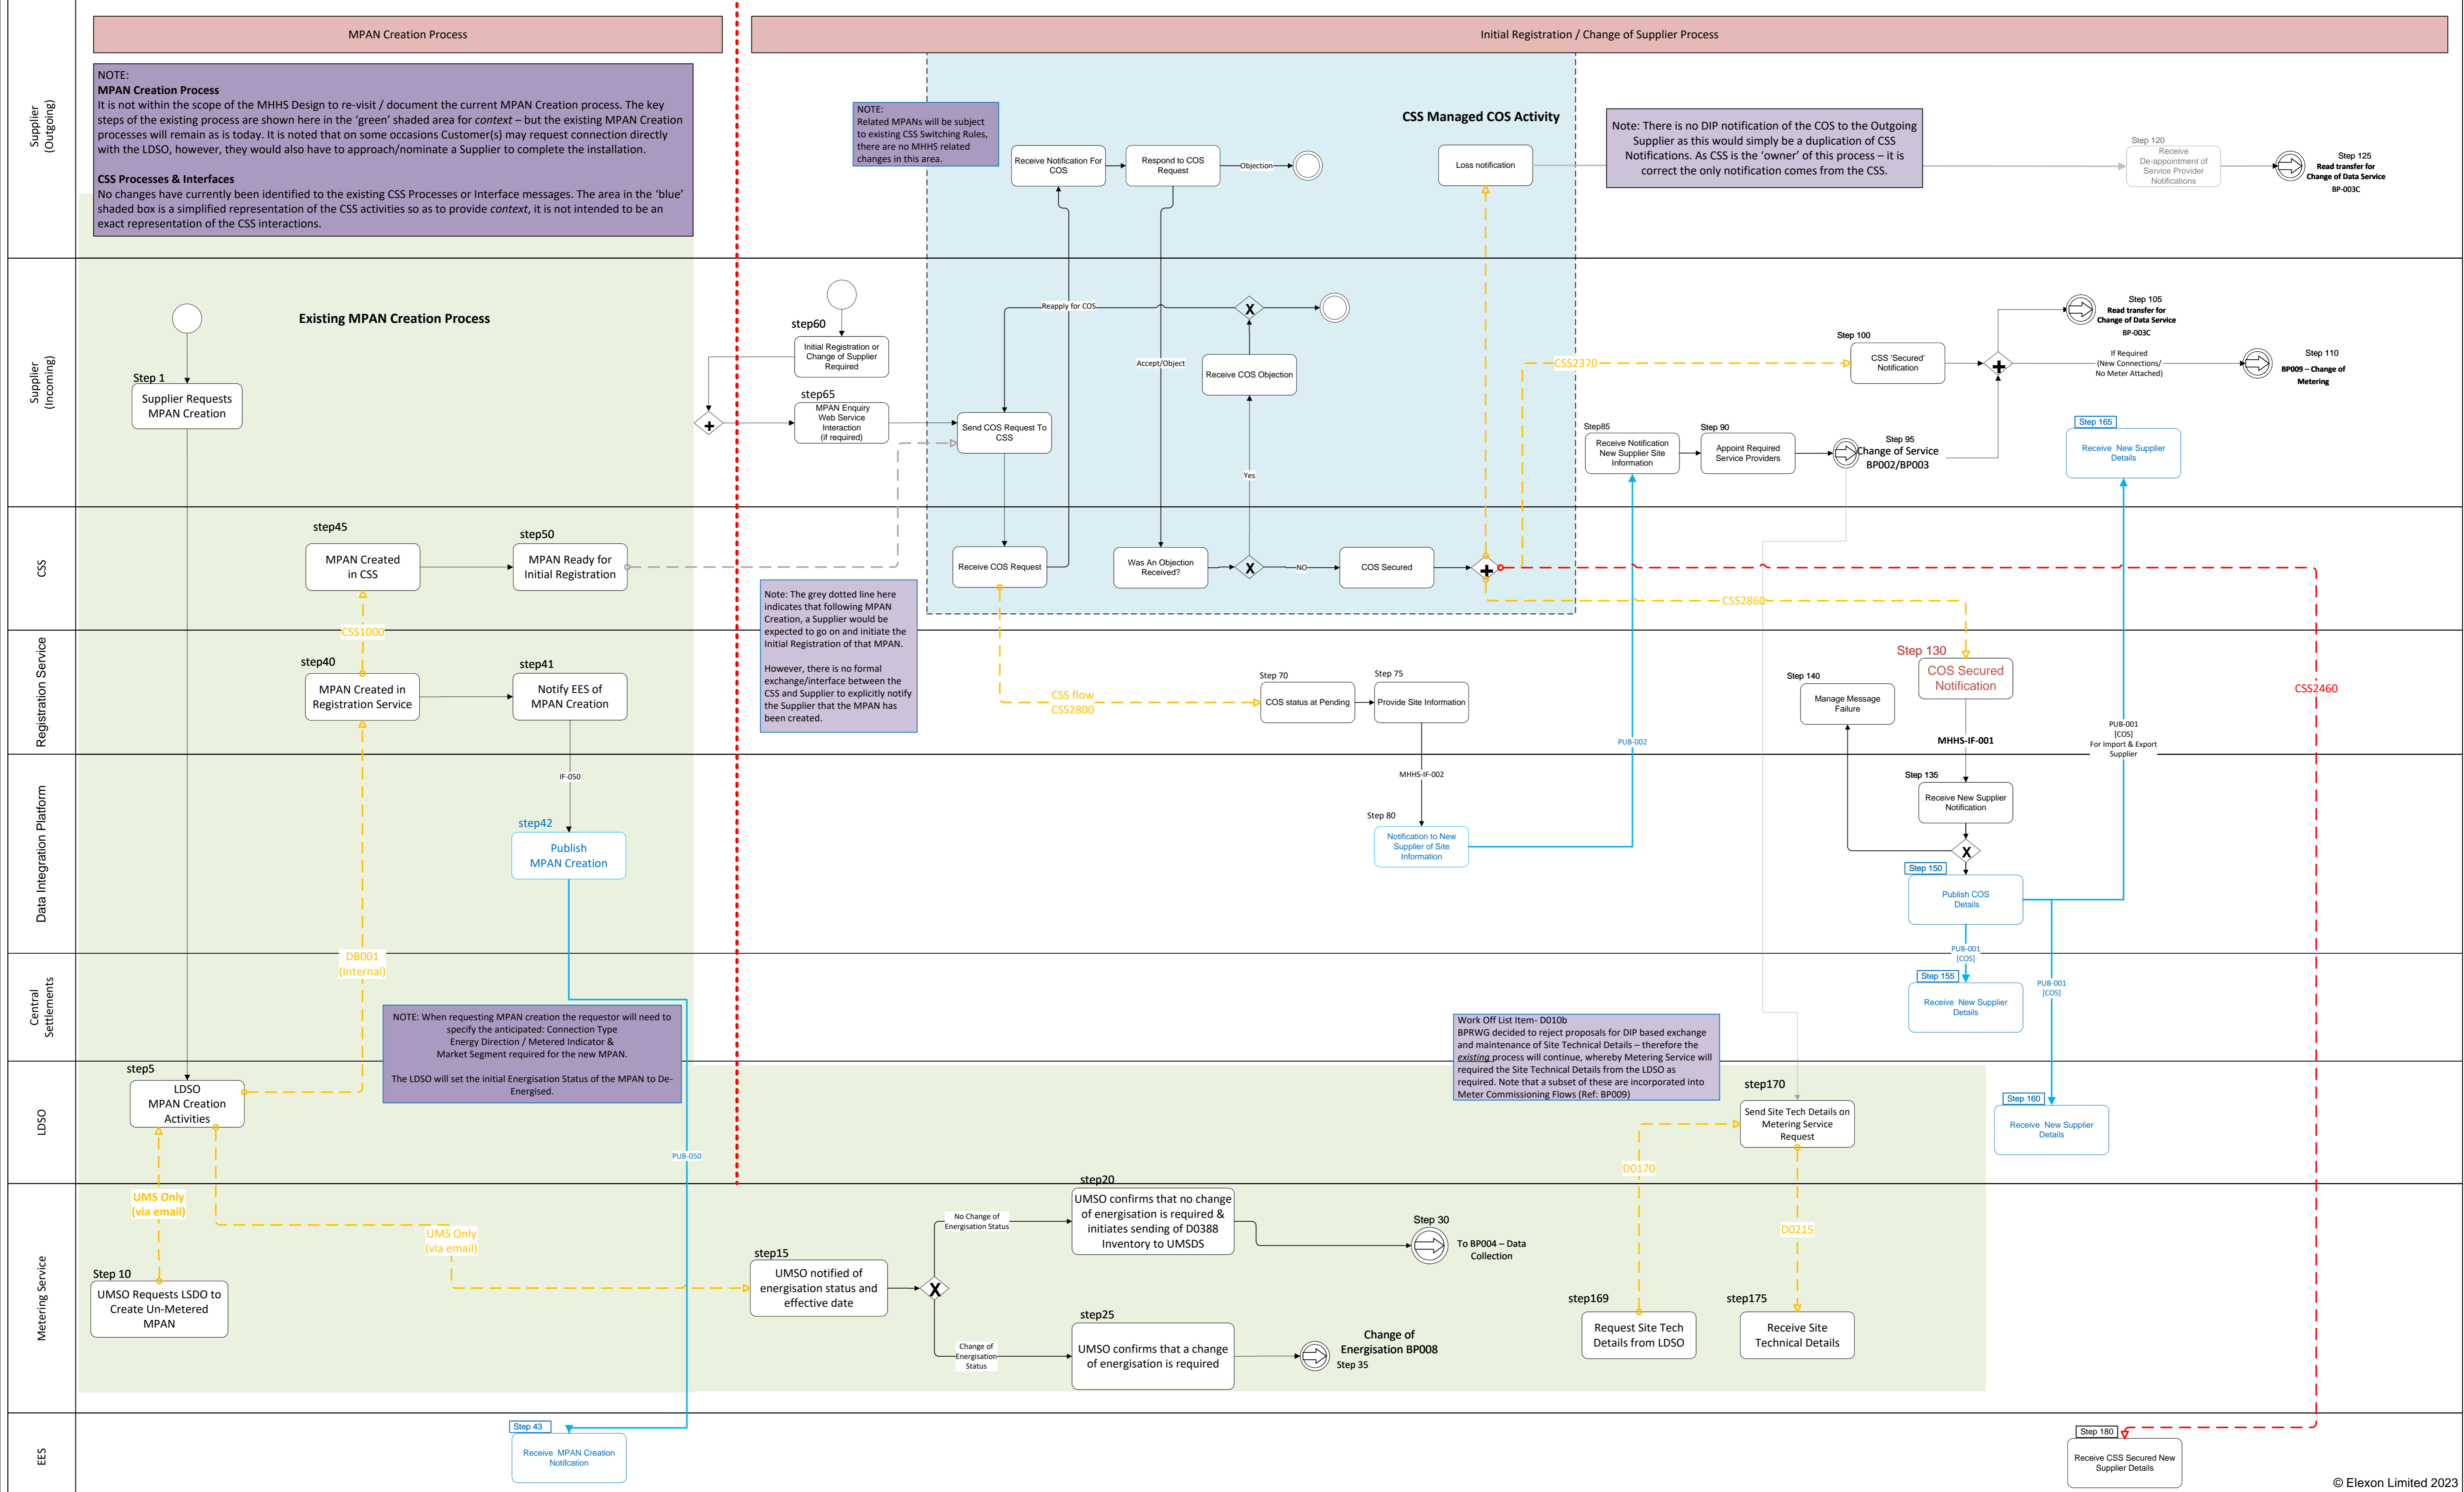 MPAN Creation Process
Initial Registration / Change of Supplier Process
Supplier
(Outgoing)
NOTE:
MPAN Creation Process
It is not within the scope of the MHHS Design to re-visit / document the current MPAN Creation process. The key
steps of the existing process are shown here in the ‘green’ shaded area for context – but the existing MPAN Creation
processes will remain as is today. It is noted that on some occasions Customer(s) may request connection directly
with the LDSO, however, they would also have to approach/nominate a Supplier to complete the installation.
CSS Processes & Interfaces
No changes have currently been identified to the existing CSS Processes or Interface messages. The area in the ‘blue’
shaded box is a simplified representation of the CSS activities so as to provide context, it is not intended to be an
exact representation of the CSS interactions.
NOTE:
Related MPANs will be subject
to existing CSS Switching Rules,
there are no MHHS related
changes in this area.
CSS Managed COS Activity
Receive Notification For
COS
Respond to COS
Request
Objection
Loss notification
Note: There is no DIP notification of the COS to the Outgoing
Supplier as this would simply be a duplication of CSS
Notifications. As CSS is the ‘owner’ of this process – it is
correct the only notification comes from the CSS.
Step 120
Receive
De-appointment of
Service Provider
Notifications
Step 125
Read transfer for
Change of Data Service
BP-003C
Supplier
(Incoming)
Existing MPAN Creation Process
Step 1
Supplier Requests
MPAN Creation
step60
Initial Registration or
Change of Supplier
Required
step65
MPAN Enquiry
Web Service
Interaction
(if required)
Reapply for COS
X
Accept/Object
Receive COS Objection
Send COS Request To
CSS
Yes
CSS2370
Step 100
CSS ‘Secured’
Notification
Step 105
Read transfer for
Change of Data Service
BP-003C
If Required
(New Connections/
No Meter Attached)
Step 110
BP009 – Change of
Metering
Step85
Receive Notification
New Supplier Site
Information
Step 90
Appoint Required
Service Providers
Step 95
Change of Service
BP002/BP003
Step 165
Receive New Supplier
Details
CSS
step45
MPAN Created
in CSS
step50
MPAN Ready for
Initial Registration
Receive COS Request
Was An Objection
Received?
X
NO
COS Secured
CSS2860
CSS1000
Note: The grey dotted line here
indicates that following MPAN
Creation, a Supplier would be
expected to go on and initiate the
Initial Registration of that MPAN.
However, there is no formal
exchange/interface between the
CSS and Supplier to explicitly notify
the Supplier that the MPAN has
been created.
Registration Service
step40
MPAN Created in
Registration Service
step41
Notify EES of
MPAN Creation
CSS flow
CSS2800
Step 70
COS status at Pending
Step 75
Provide Site Information
PUB-002
Step 130
COS Secured
Notification
Step 140
Manage Message
Failure
MHHS-IF-001
PUB-001
[COS]
For Import & Export
Supplier
CSS2460
Data Integration Platform
IF-050
step42
Publish
MPAN Creation
MHHS-IF-002
Step 80
Notification to New
Supplier of Site
Information
Step 135
Receive New Supplier
Notification
X
Step 150
Publish COS
Details
DB001
(Internal)
PUB-001
[COS]
Central
Settlements
Step 155
Receive New Supplier
Details
PUB-001
[COS]
NOTE: When requesting MPAN creation the requestor will need to
specify the anticipated: Connection Type
Energy Direction / Metered Indicator &
Market Segment required for the new MPAN.
The LDSO will set the initial Energisation Status of the MPAN to De-
Energised.
Work Off List Item- D010b
BPRWG decided to reject proposals for DIP based exchange
and maintenance of Site Technical Details – therefore the
existing process will continue, whereby Metering Service will
required the Site Technical Details from the LDSO as
required. Note that a subset of these are incorporated into
Meter Commissioning Flows (Ref: BP009)
LDSO
step5
LDSO
MPAN Creation
Activities
PUB-050
step170
Send Site Tech Details on
Metering Service
Request
Step 160
Receive New Supplier
Details
D0170
Metering Service
UMS Only
(via email)
UMS Only
(via email)
Step 10
UMSO Requests LSDO to
Create Un-Metered
MPAN
step15
UMSO notified of
energisation status and
effective date
X
No Change of
Energisation Status
step20
UMSO confirms that no change
of energisation is required &
initiates sending of D0388
Inventory to UMSDS
Step 30
To BP004 – Data
Collection
Change of
Energisation
Status
step25
UMSO confirms that a change
of energisation is required
Change of
Energisation BP008
Step 35
D0215
step169
Request Site Tech
Details from LDSO
step175
Receive Site
Technical Details
EES
Step 43
Receive MPAN Creation
Notifcation
Step 180
Receive CSS Secured New
Supplier Details
© Elexon Limited 2023